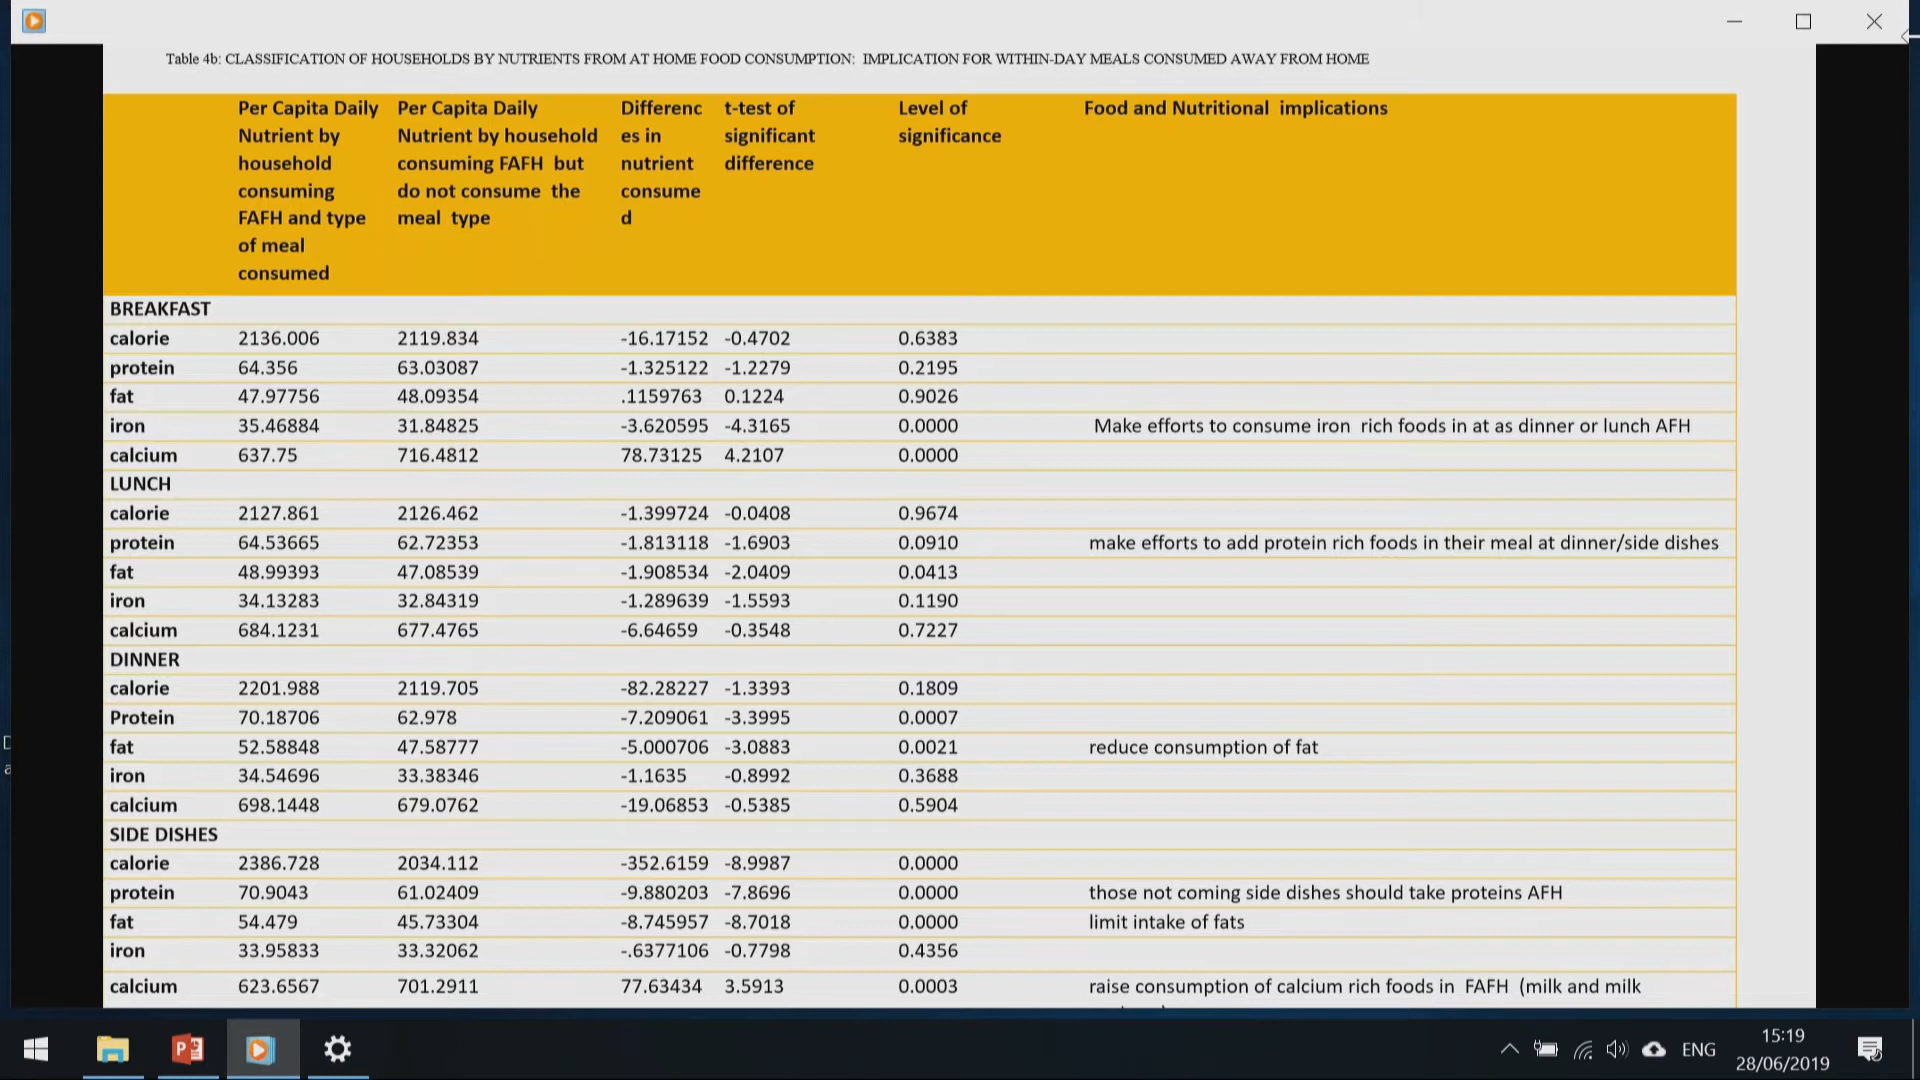 Table 4b: CLASSIFICATION OF HOUSEHOLDS BY NUTRIENTS FROM AT HOME FOOD CONSUMPTION: IMPLICATION FOR WITHIN-DAY MEALS CONSUMED AWAY FROM HOME
Per Capita Daily Nutrient by household consuming FAFH and type of meal consumed
Per Capita Daily Nutrient by household consuming FAFH but do not consume the meal type
Differenc es in nutrient consume d
t-test of significant difference
Level of significance
Food and Nutritional implications
BREAKFAST
calorie 2136.006 2119.834 -16.17152 -0.4702 0.6383
protein 64.356 63.03087 -1.325122 -1.2279 0.2195
fat 47.97756 48.09354 .1159763 0.1224 0.9026
iron 35.46884 31.84825 -3.620595 -4.3165 0.0000 Make efforts to consume iron rich foods in at as dinner or lunch AFH
calcium 637.75 716.4812 78.73125 4.2107 0.0000
LUNCH
calorie 2127.861 2126.462 -1.399724 -0.0408 0.9674
protein 64.53665 62.72353 -1.813118 -1.6903 0.0910 make efforts to add protein rich foods in their meal at dinner/side dishes
fat 48.99393 47.08539 -1.908534 -2.0409 0.0413
iron 34.13283 32.84319 -1.289639 -1.5593 0.1190
calcium 684.1231 677.4765 -6.64659 -0.3548 0.7227
DINNER
calorie 2201.988 2119.705 -82.28227 -1.3393 0.1809
Protein 70.18706 62.978 -7.209061 -3.3995 0.0007
fat 52.58848 47.58777 -5.000706 -3.0883 0.0021 reduce consumption of fat
iron 34.54696 33.38346 -1.1635 -0.8992 0.3688
calcium 698.1448 679.0762 -19.06853 -0.5385 0.5904
SIDE DISHES
calorie 2386.728 2034.112 -352.6159 -8.9987 0.0000
protein 70.9043 61.02409 -9.880203 -7.8696 0.0000 those not coming side dishes should take proteins AFH
fat 54.479 45.73304 -8.745957 -8.7018 0.0000 limit intake of fats
iron 33.95833 33.32062 -.6377106 -0.7798 0.4356
calcium 623.6567 701.2911 77.63434 3.5913 0.0003 raise consumption of calcium rich foods in FAFH (milk and milk
ENG
15:19
28/06/2019